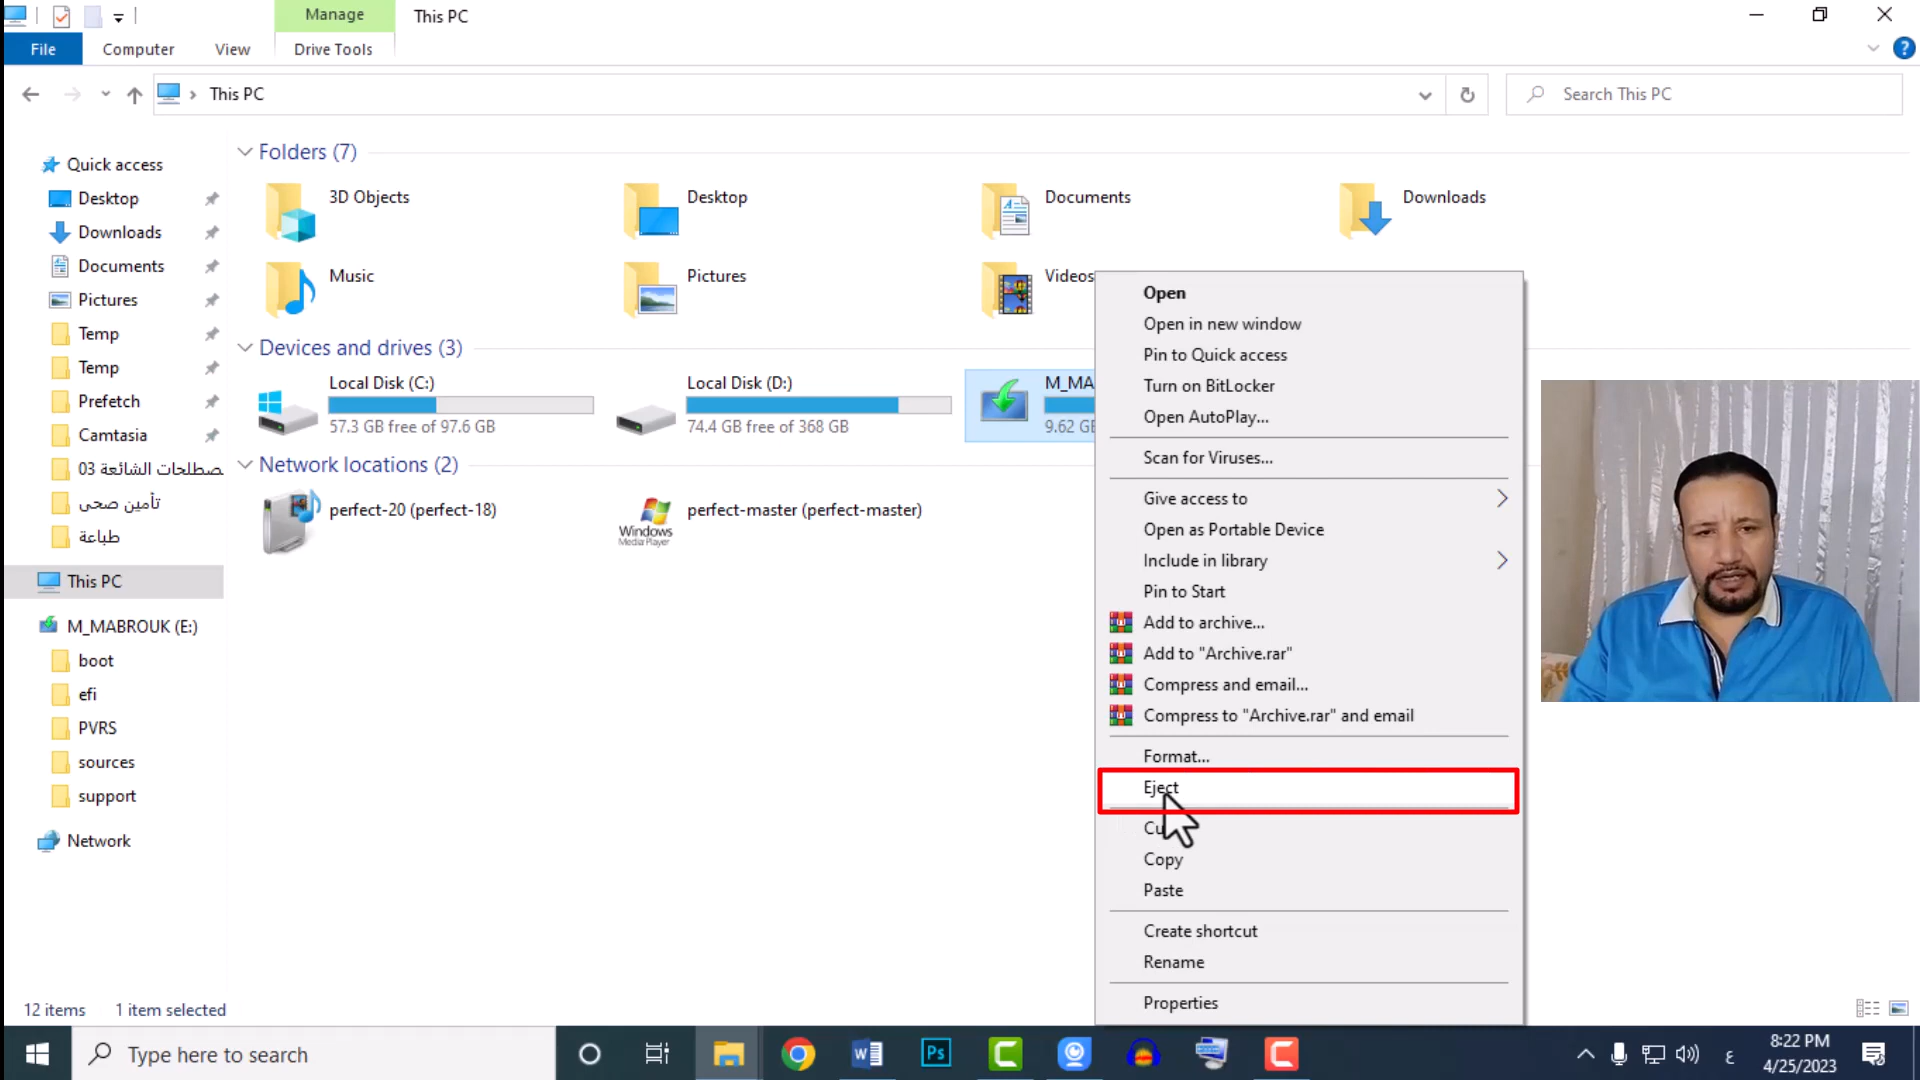 Manage
This PC
File
Computer
View
Drive Tools
This PC
Search This PC
Quick access
Desktop
Downloads
Documents
Pictures
Temp
Temp
Prefetch
Camtasia
الشائعة 03
تأمين صحى
طباعة
This PC
M_MABROUK (E:)
boot
efi
PVRS
sources
support
Network
Folders (7)
3D Objects
Desktop
Documents
Downloads
Music
Pictures
Videos
Devices and drives (3)
Local Disk (C:)
57.3 GB free of 97.6 GB
Local Disk (D:)
74.4 GB free of 368 GB
M_MA
9.62 GB
Network locations (2)
perfect-20 (perfect-18)
Windows
Media Player
perfect-master (perfect-master)
Open
Open in new window
Pin to Quick access
Turn on BitLocker
Open AutoPlay...
Scan for Viruses...
Give access to
Open as Portable Device
Include in library
Pin to Start
Add to archive...
Add to "Archive.rar"
Compress and email...
Compress to "Archive.rar" and email
Format...
Eject
Cu
Copy
Paste
Create shortcut
Rename
Properties
12 items
1 item selected
Type here to search
Ps
ع
8:22 PM
4/25/2023